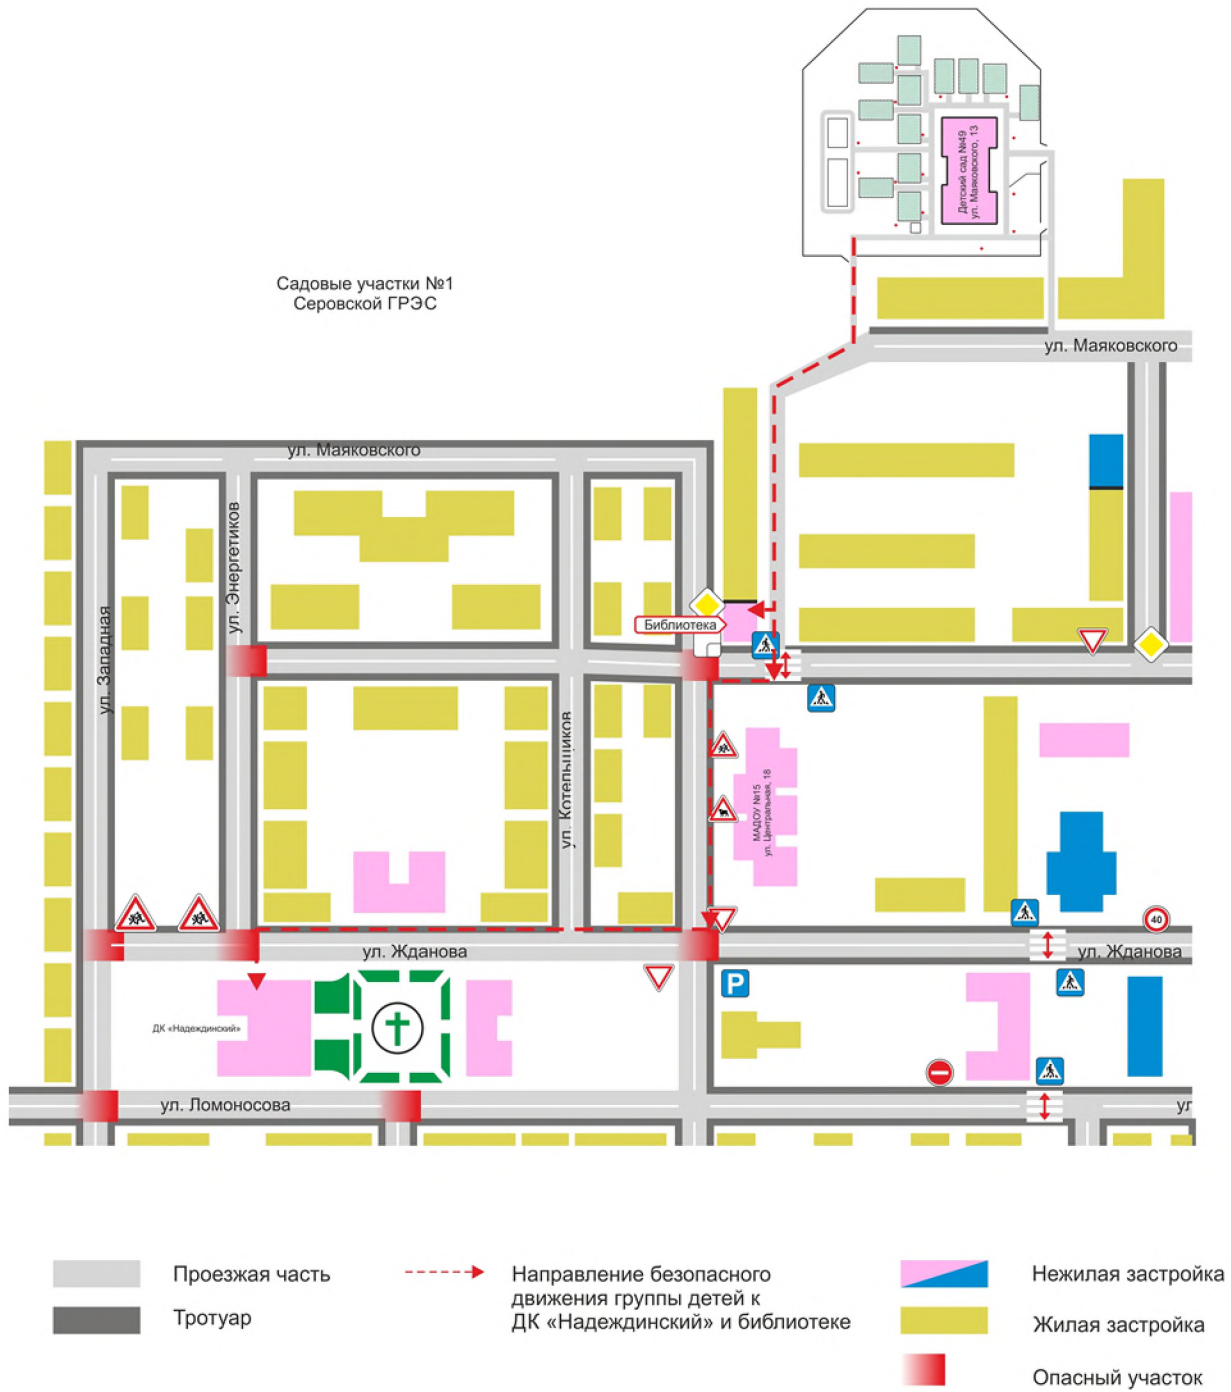 Детский сад №49
ул. Маяковского, 13
Садовые участки №1
Серовской ГРЭС
ул. Маяковского
ул. Маяковского
ул. Энергетиков
ул. Западная
Библиотека
ул. Котельщиков
МАДОУ №15
ул. Центральная, 18
40
ул. Жданова
ул. Жданова
P
ДК «Надеждинский»
ул. Ломоносова
ул
Проезжая часть
Тротуар
Направление безопасного
движения группы детей к
ДК «Надеждинский» и библиотеке
Нежилая застройка
Жилая застройка
Опасный участок